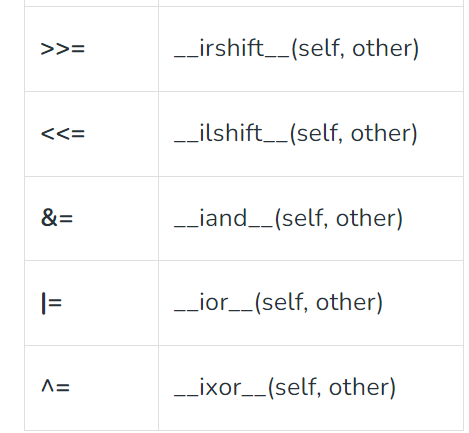 >>= __irshift__(self, other)
<<= __ilshift__(self, other)
&= __iand__(self, other)
|= __ior__(self, other)
^= __ixor__(self, other)